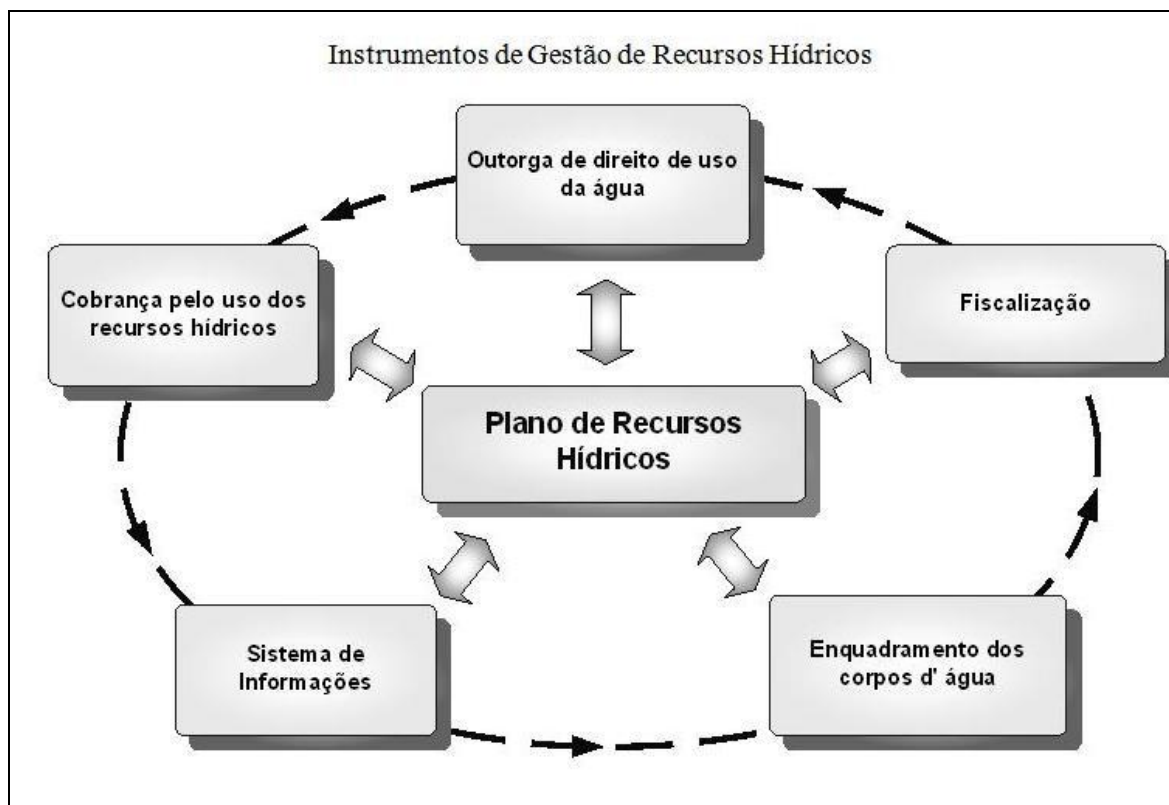 Instrumentos de Gestão de Recursos Hídricos
Outorga de direito de uso
da água
Cobrança pelo uso dos
recursos hídricos
Fiscalização
Plano de Recursos
Hídricos
Sistema de
Informações
Enquadramento dos
corpos d' água